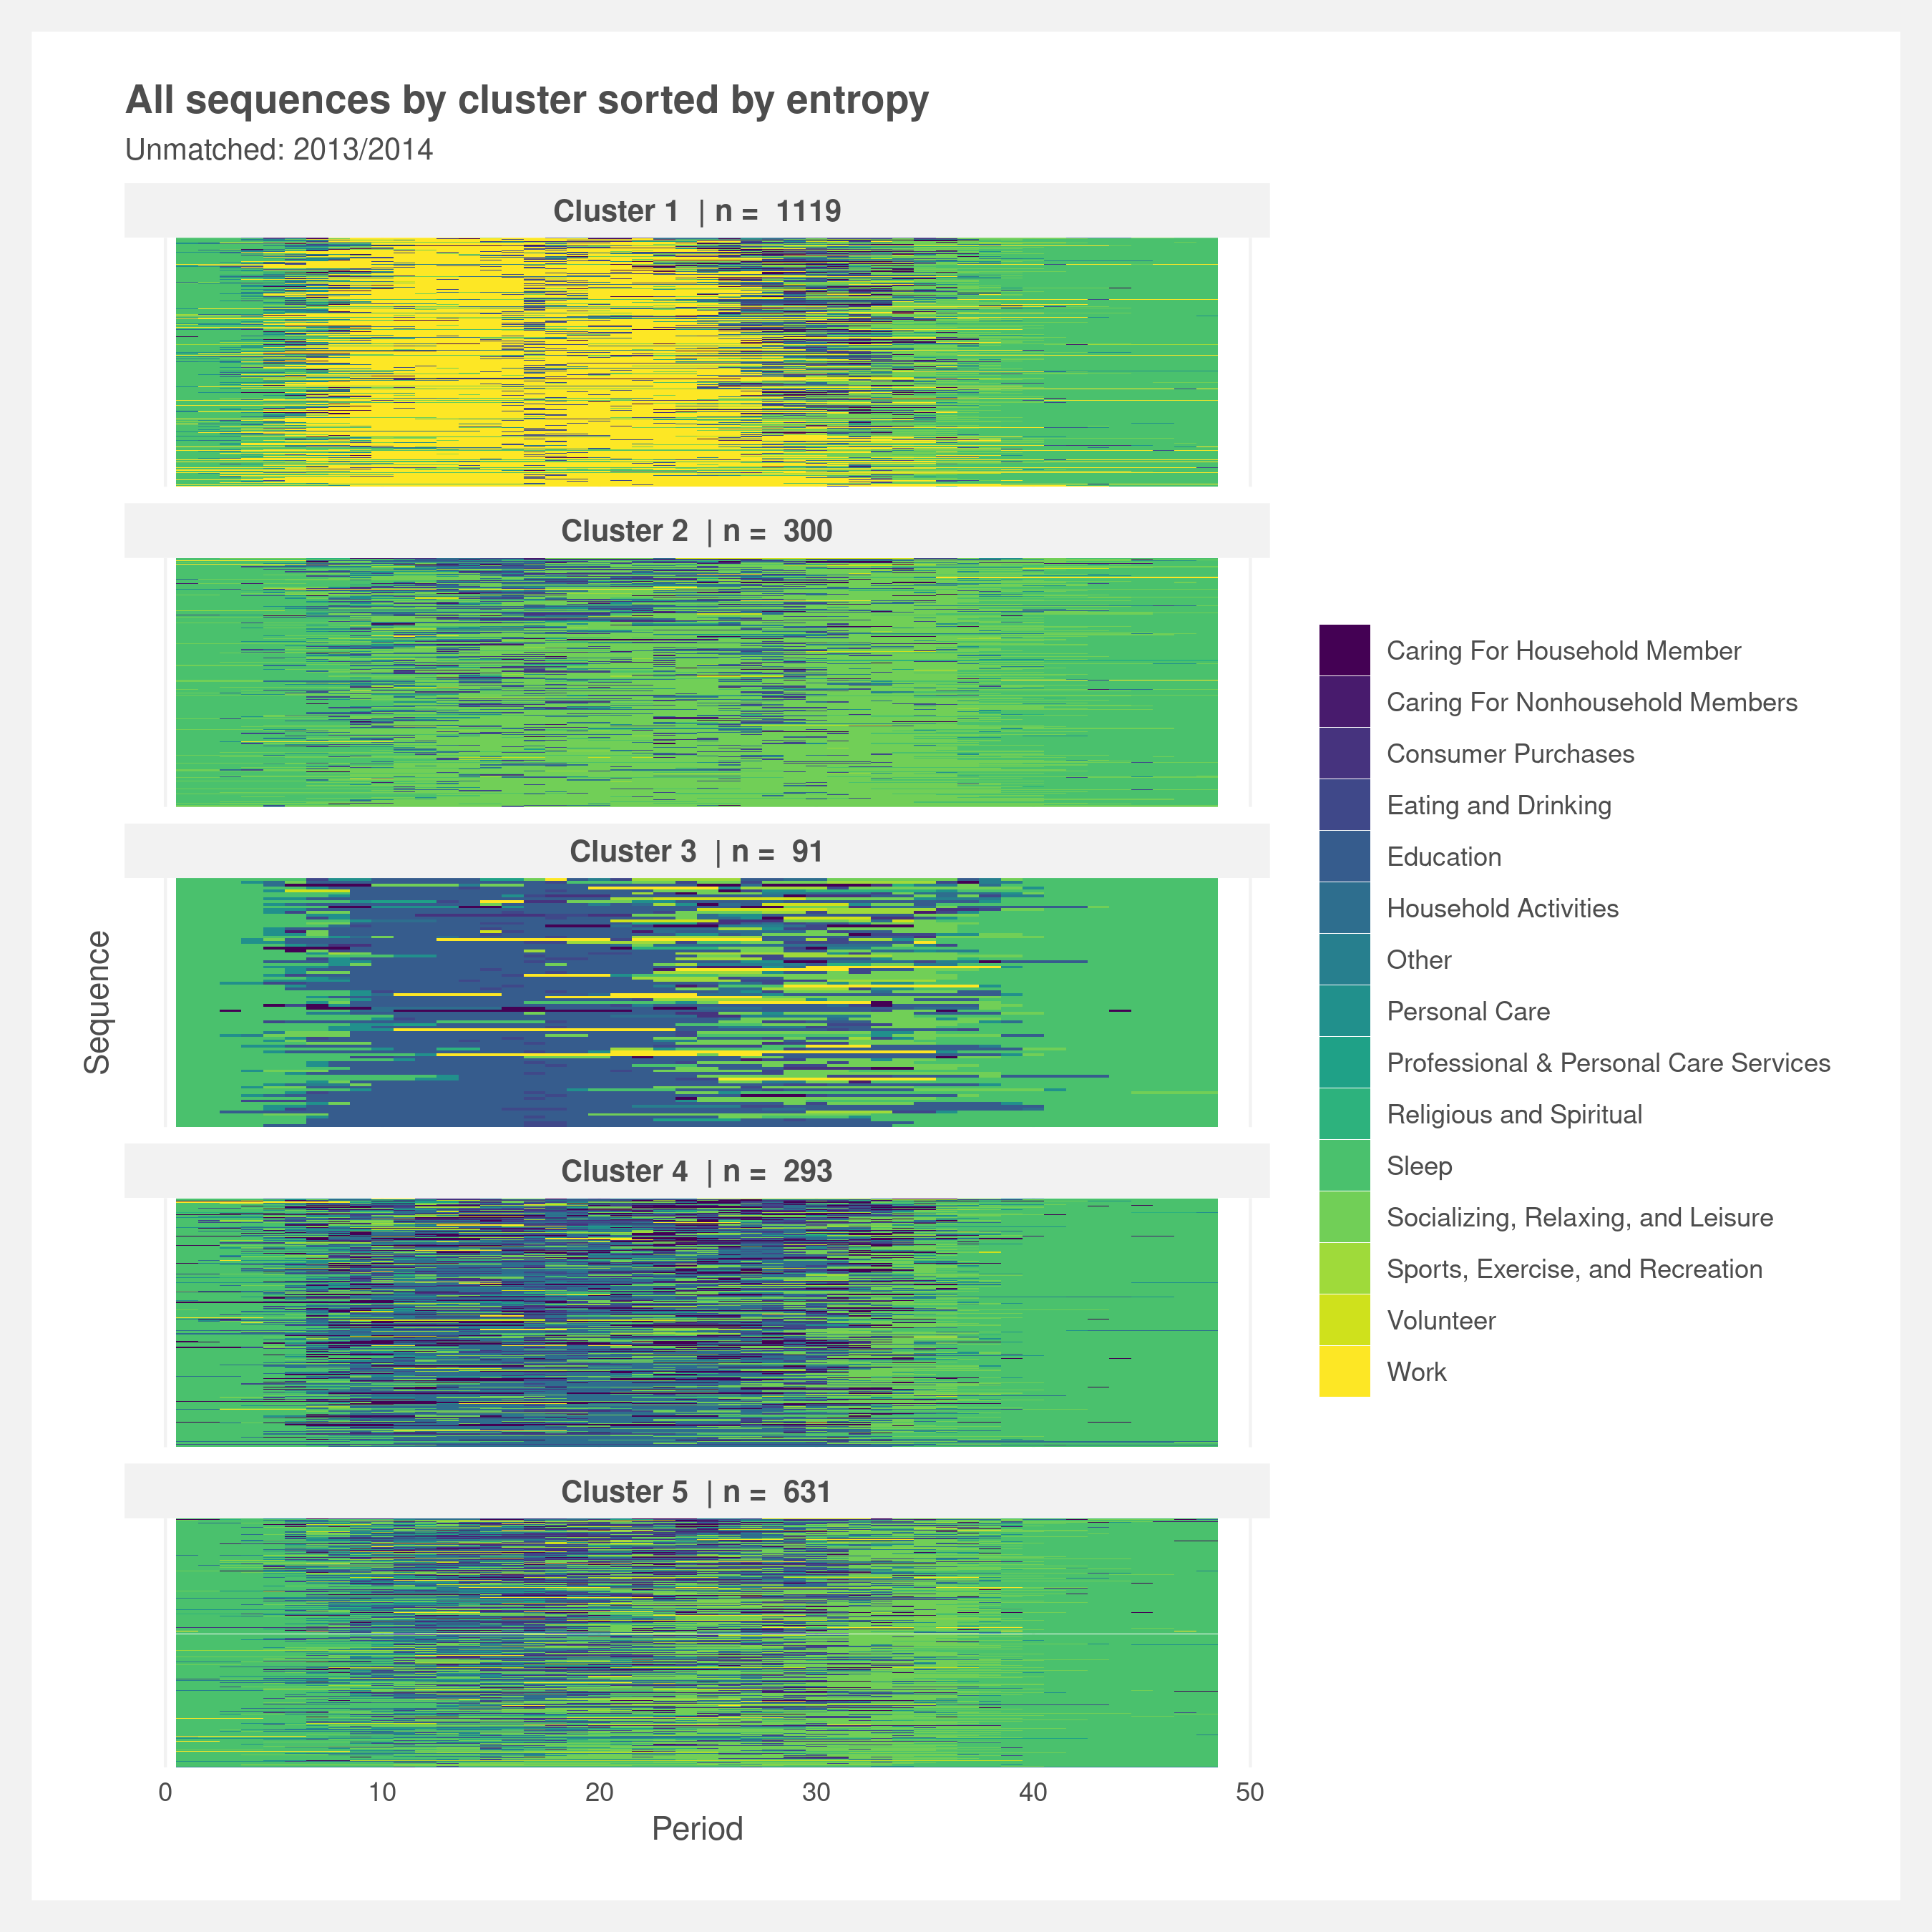 All sequences by cluster sorted by entropy
Unmatched: 2013/2014
Cluster 1 | n = 1119
Cluster 2 | n = 300
Cluster 3 | n = 91
Cluster 4 | n = 293
Cluster 5 | n = 631
Sequence
0 10 20 30 40 50
Period
Caring For Household Member
Caring For Nonhousehold Members
Consumer Purchases
Eating and Drinking
Education
Household Activities
Other
Personal Care
Professional & Personal Care Services
Religious and Spiritual
Sleep
Socializing, Relaxing, and Leisure
Sports, Exercise, and Recreation
Volunteer
Work